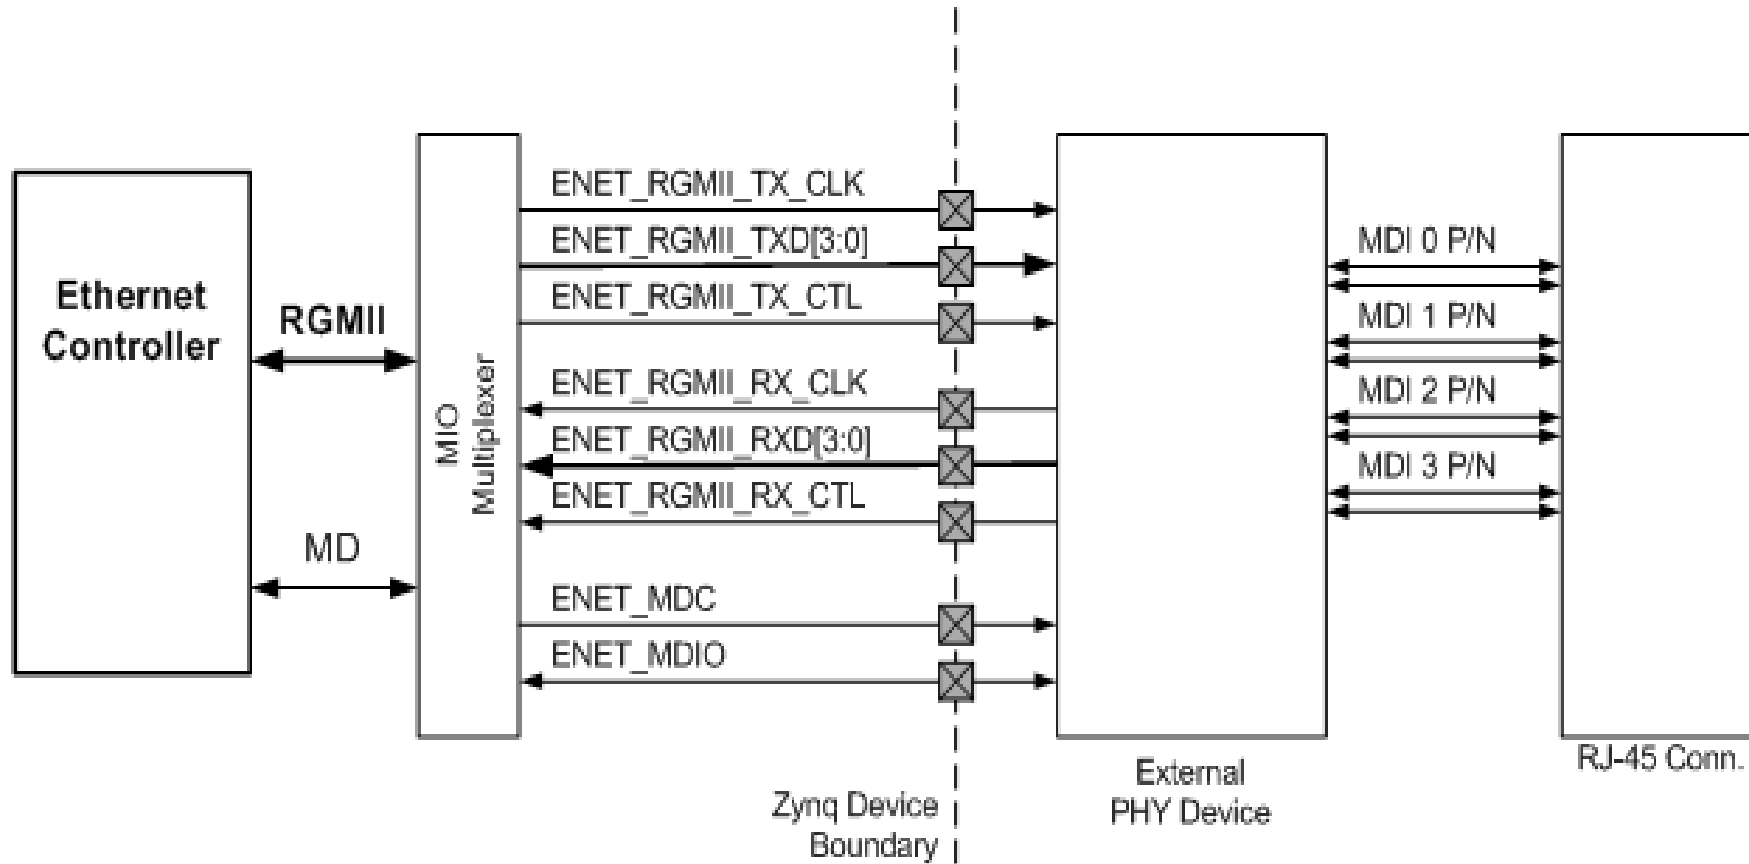 Ethernet
Controller
RGMII
MD
MIO
Multiplexer
ENET_RGMII_TX_CLK
ENET_RGMII_TXD[3:0]
ENET_RGMII_TX_CTL
ENET_RGMII_RX_CLK
ENET_RGMII_RXD[3:0]
ENET_RGMII_RX_CTL
ENET_MDC
ENET_MDIO
Zynq Device
Boundary
External
PHY Device
MDI 0 P/N
MDI 1 P/N
MDI 2 P/N
MDI 3 P/N
RJ-45 Conn.